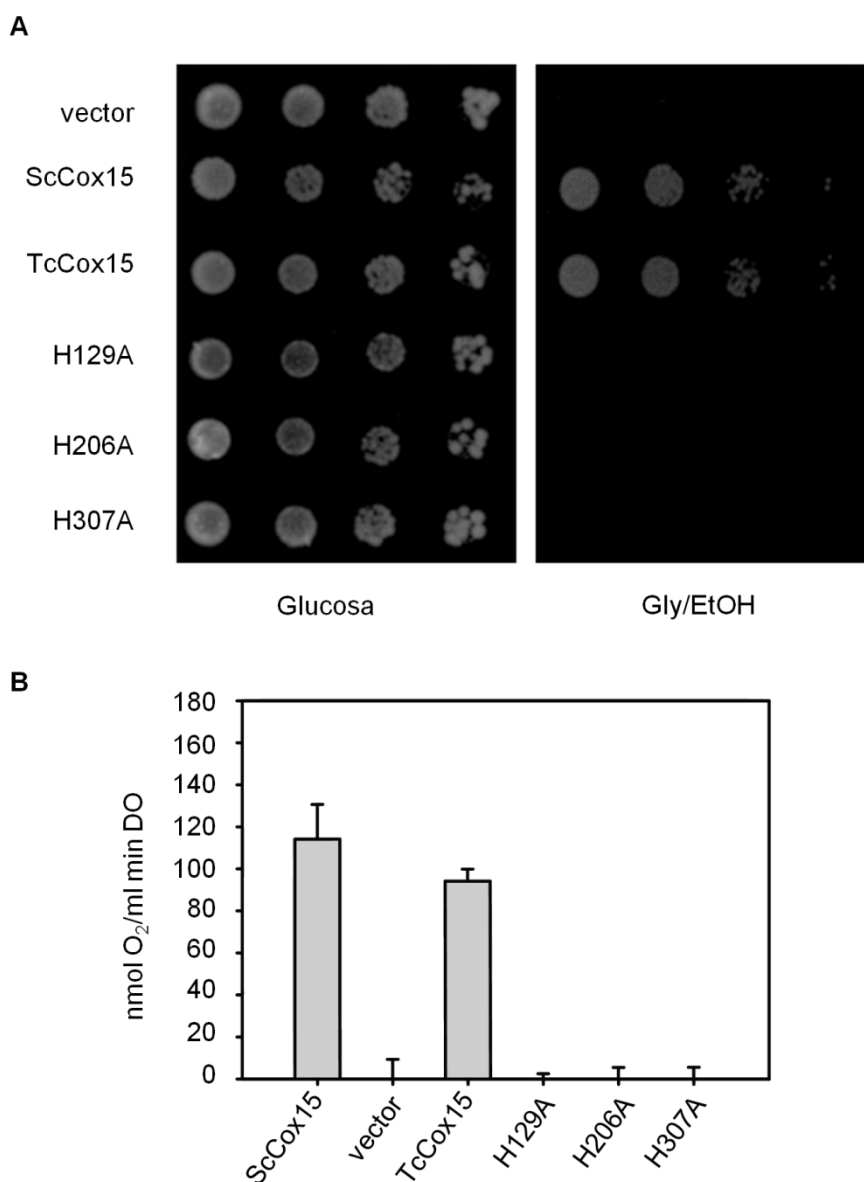 A
vector
ScCox15
TcCox15
H129A
H206A
H307A
Glucosa
Gly/EtOH
B
nmol O₂/ml min DO
180
160
140
120
100
80
60
40
20
0
ScCox15
vector
TcCox15
H129A
H206A
H307A